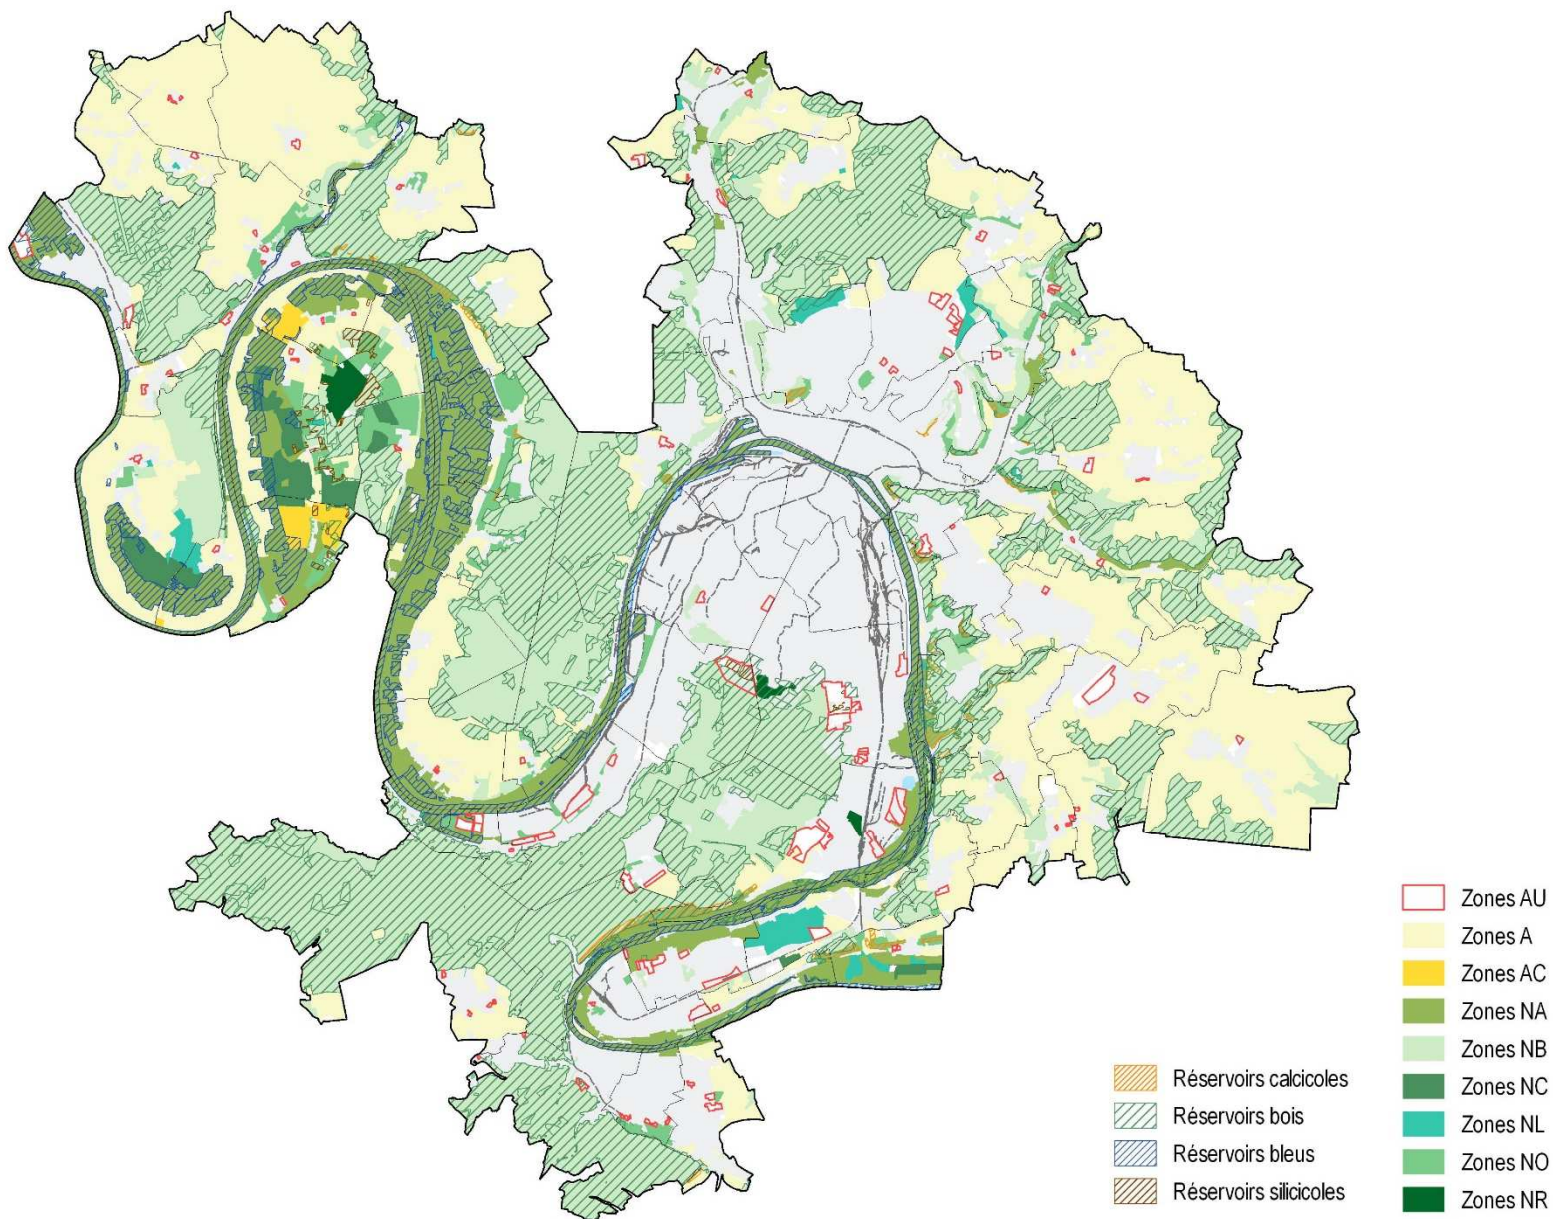 Zones AU
Zones A
Zones AC
Zones NA
Zones NB
Zones NC
Zones NL
Zones NO
Zones NR
Réservoirs calcicoles
Réservoirs bois
Réservoirs bleus
Réservoirs silicicoles